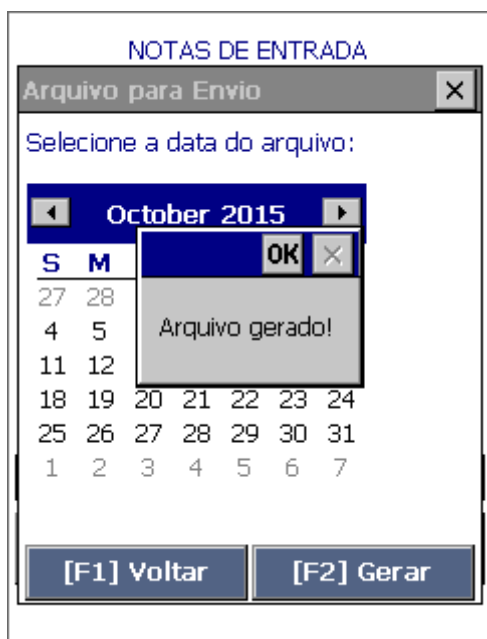 NOTAS DE ENTRADA
Arquivo para Envio
Selecione a data do arquivo:
October 2015
OK
S M
27 28
4 5
Arquivo gerado!
11 12
18 19 20 21 22 23 24
25 26 27 28 29 30 31
1 2 3 4 5 6 7
[F1] Voltar [F2] Gerar